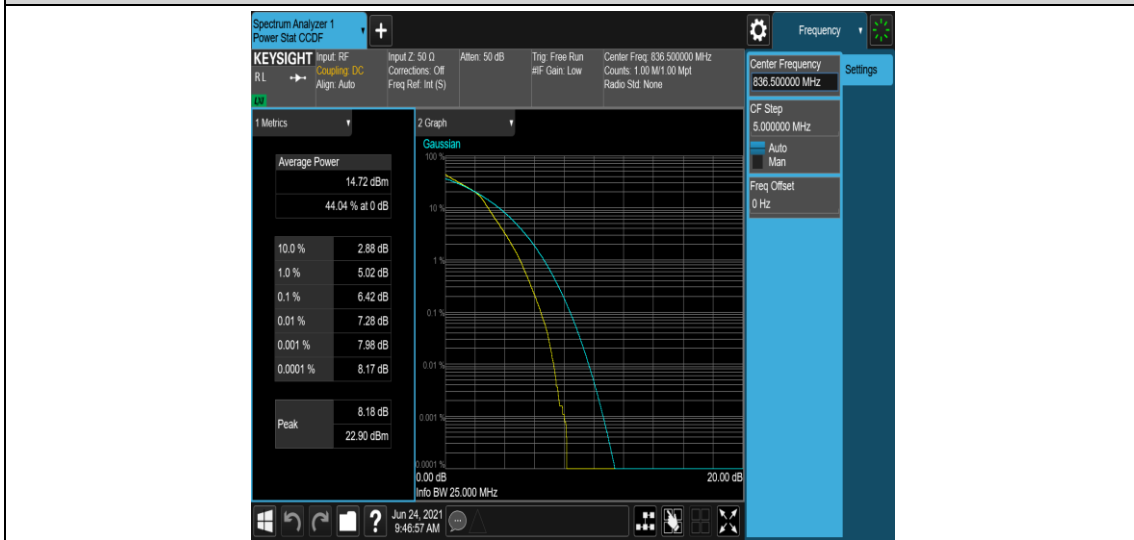 Spectrum Analyzer 1
Power Stat CCDF
Frequency
KEYSIGHT
RL
LXI
Input: RF
Coupling: DC
Align: Auto
Input Z: 50 Ω
Corrections: Off
Freq Ref: Int (S)
Atten: 50 dB
Trig: Free Run
#IF Gain: Low
Center Freq: 836.500000 MHz
Counts: 1.00 M/1.00 Mpt
Radio Std: None
Center Frequency
836.500000 MHz
Settings
CF Step
5.000000 MHz
Auto
Man
Freq Offset
0 Hz
1 Metrics
Average Power
14.72 dBm
44.04 % at 0 dB
10.0 % 2.88 dB
1.0 % 5.02 dB
0.1 % 6.42 dB
0.01 % 7.28 dB
0.001 % 7.98 dB
0.0001 % 8.17 dB
Peak
8.18 dB
22.90 dBm
2 Graph
Gaussian
100 %
10 %
1 %
0.1 %
0.01 %
0.001 %
0.0001 %
0.00 dB 20.00 dB
Info BW 25.000 MHz
?
Jun 24, 2021
9:46:57 AM